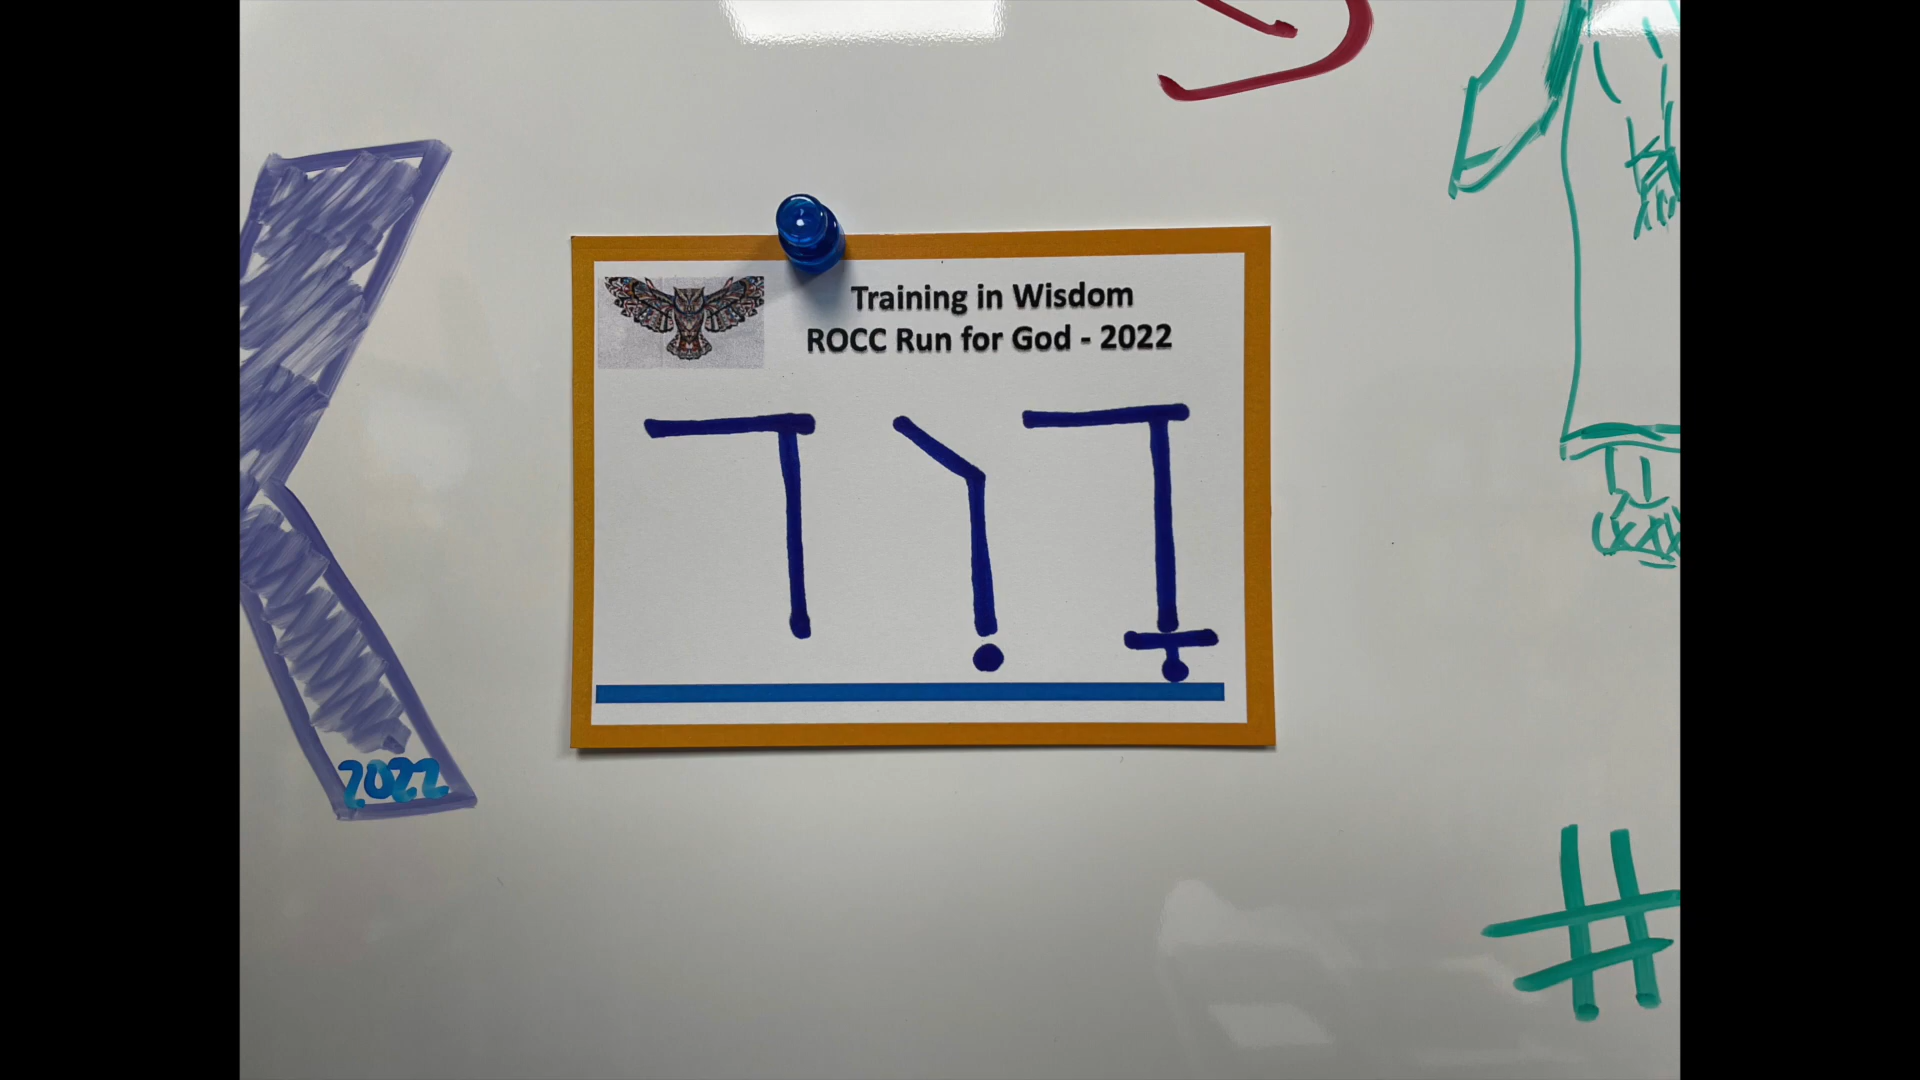 Training in Wisdom
ROCC Run for God - 2022
דָוִד
2022
#